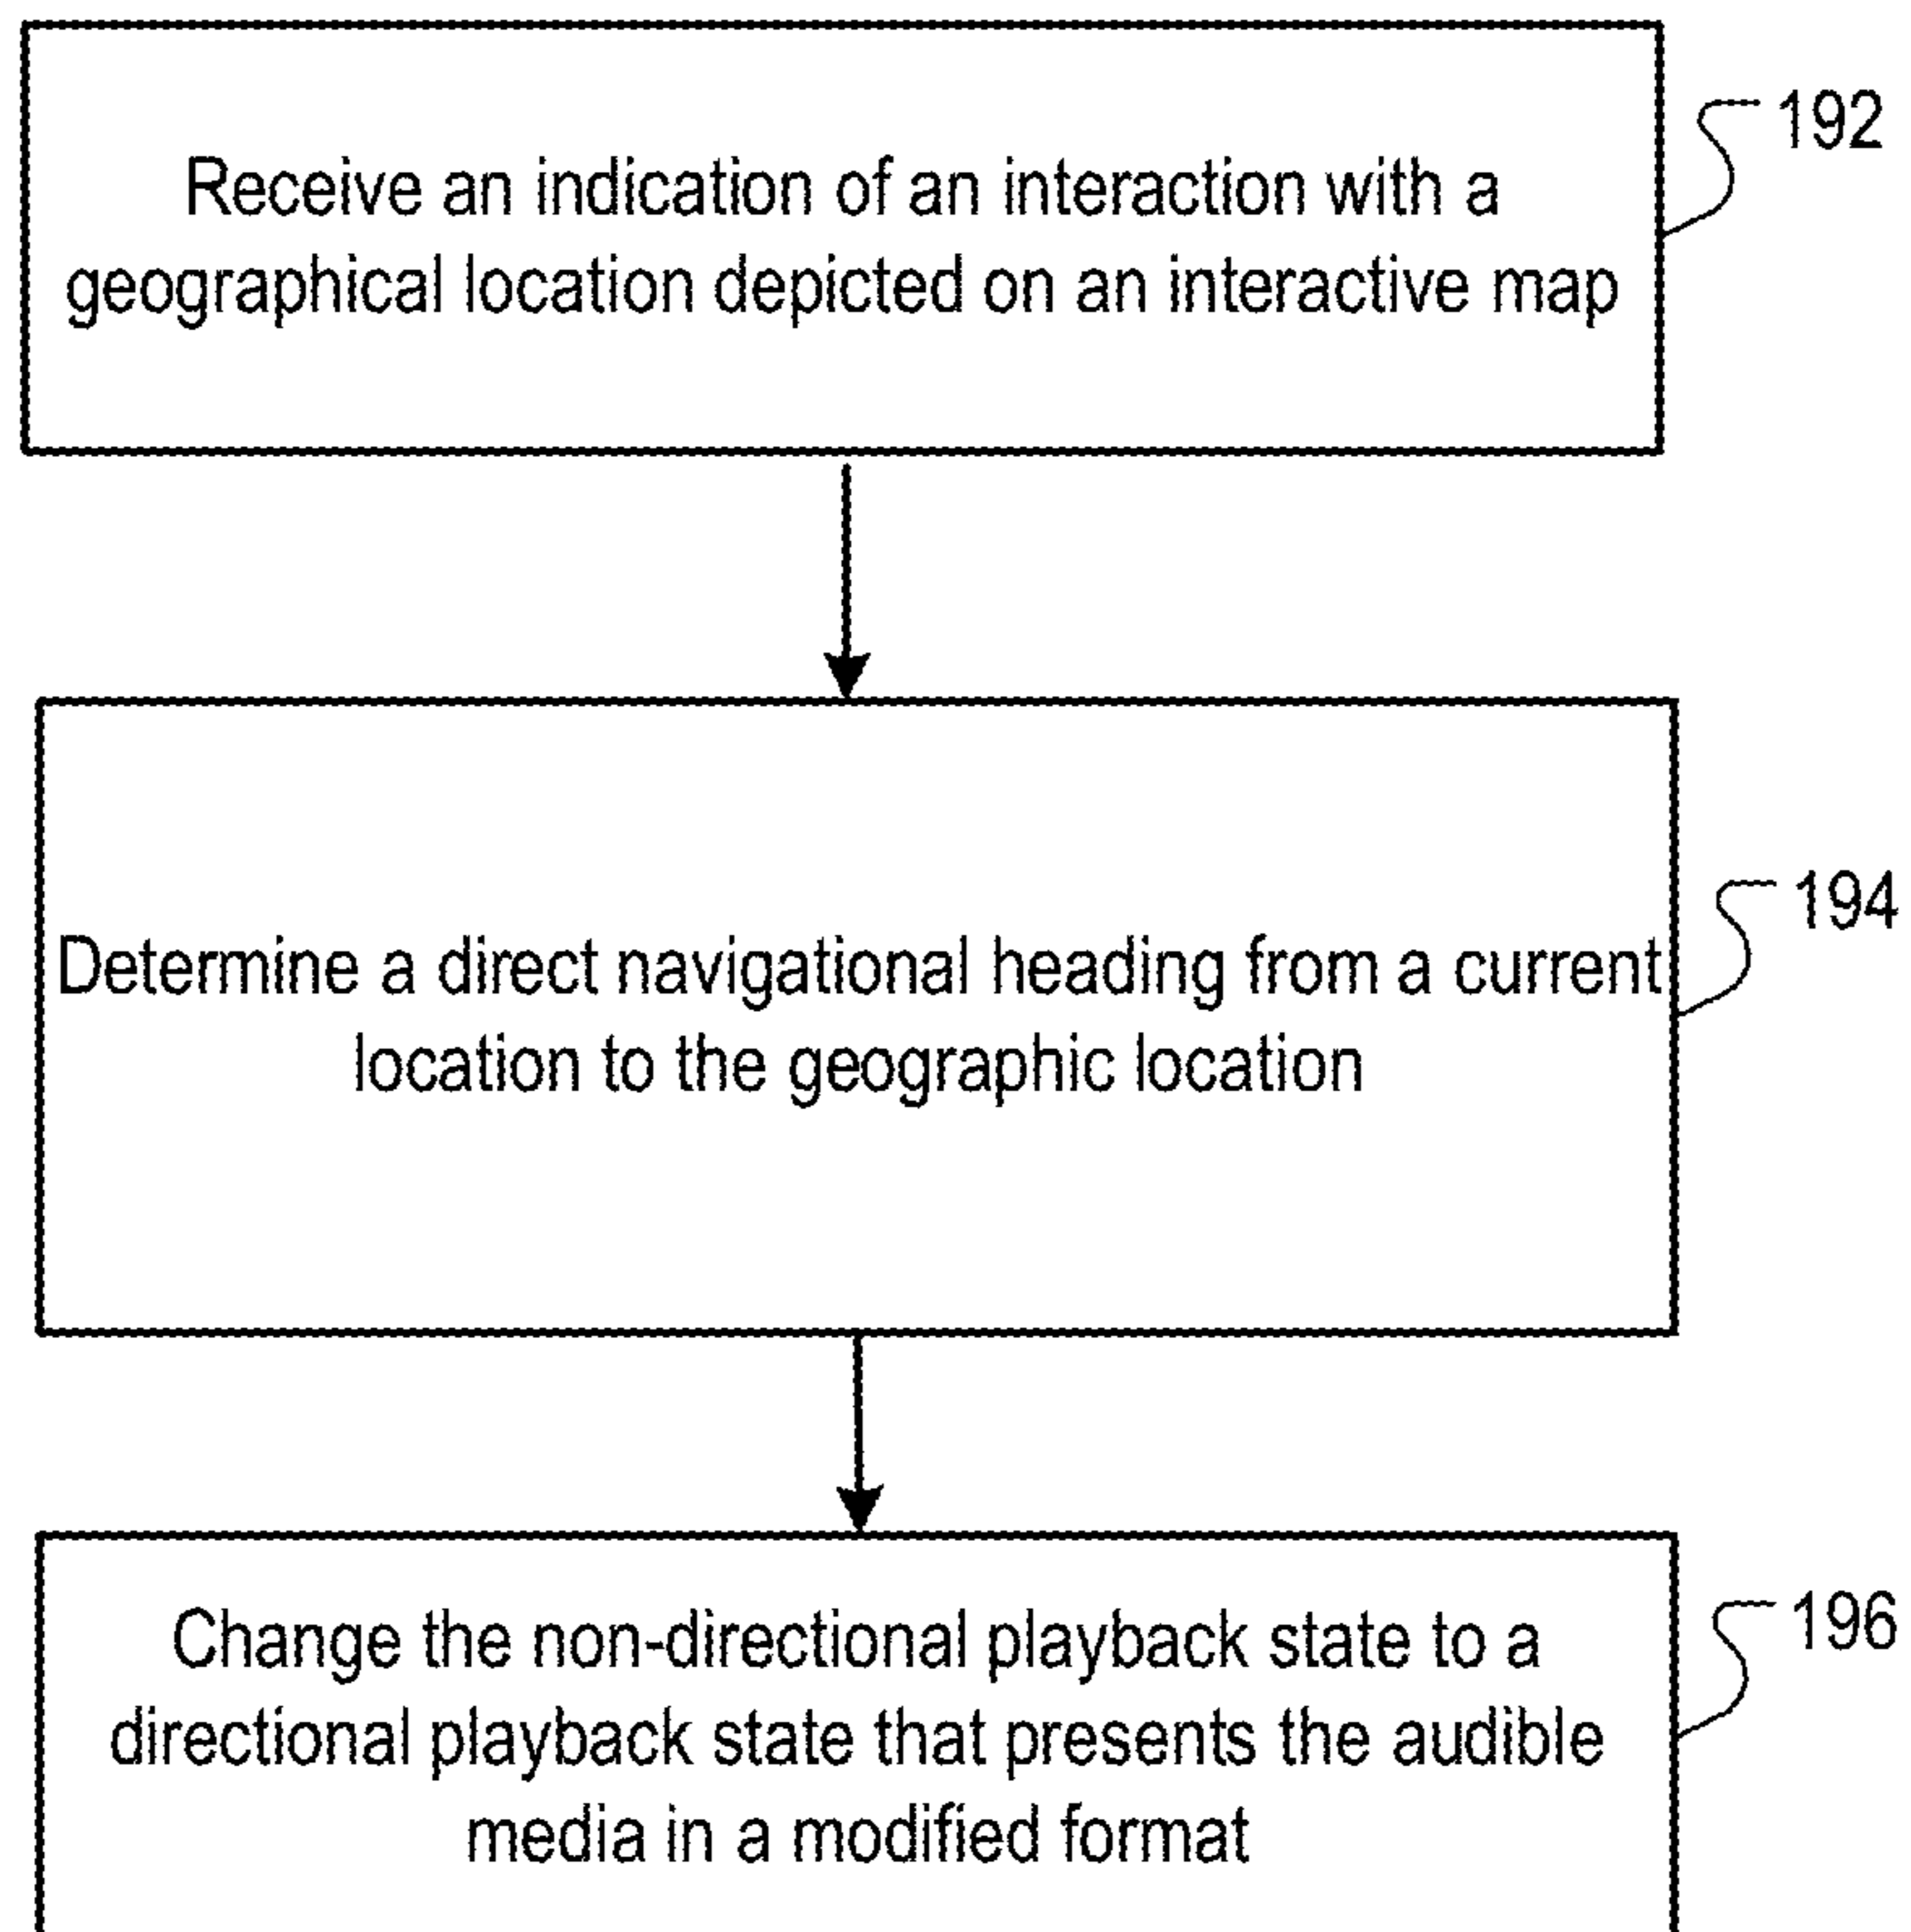 192
Receive an indication of an interaction with a
geographical location depicted on an interactive map
194
Determine a direct navigational heading from a current
location to the geographic location
196
Change the non-directional playback state to a
directional playback state that presents the audible
media in a modified format